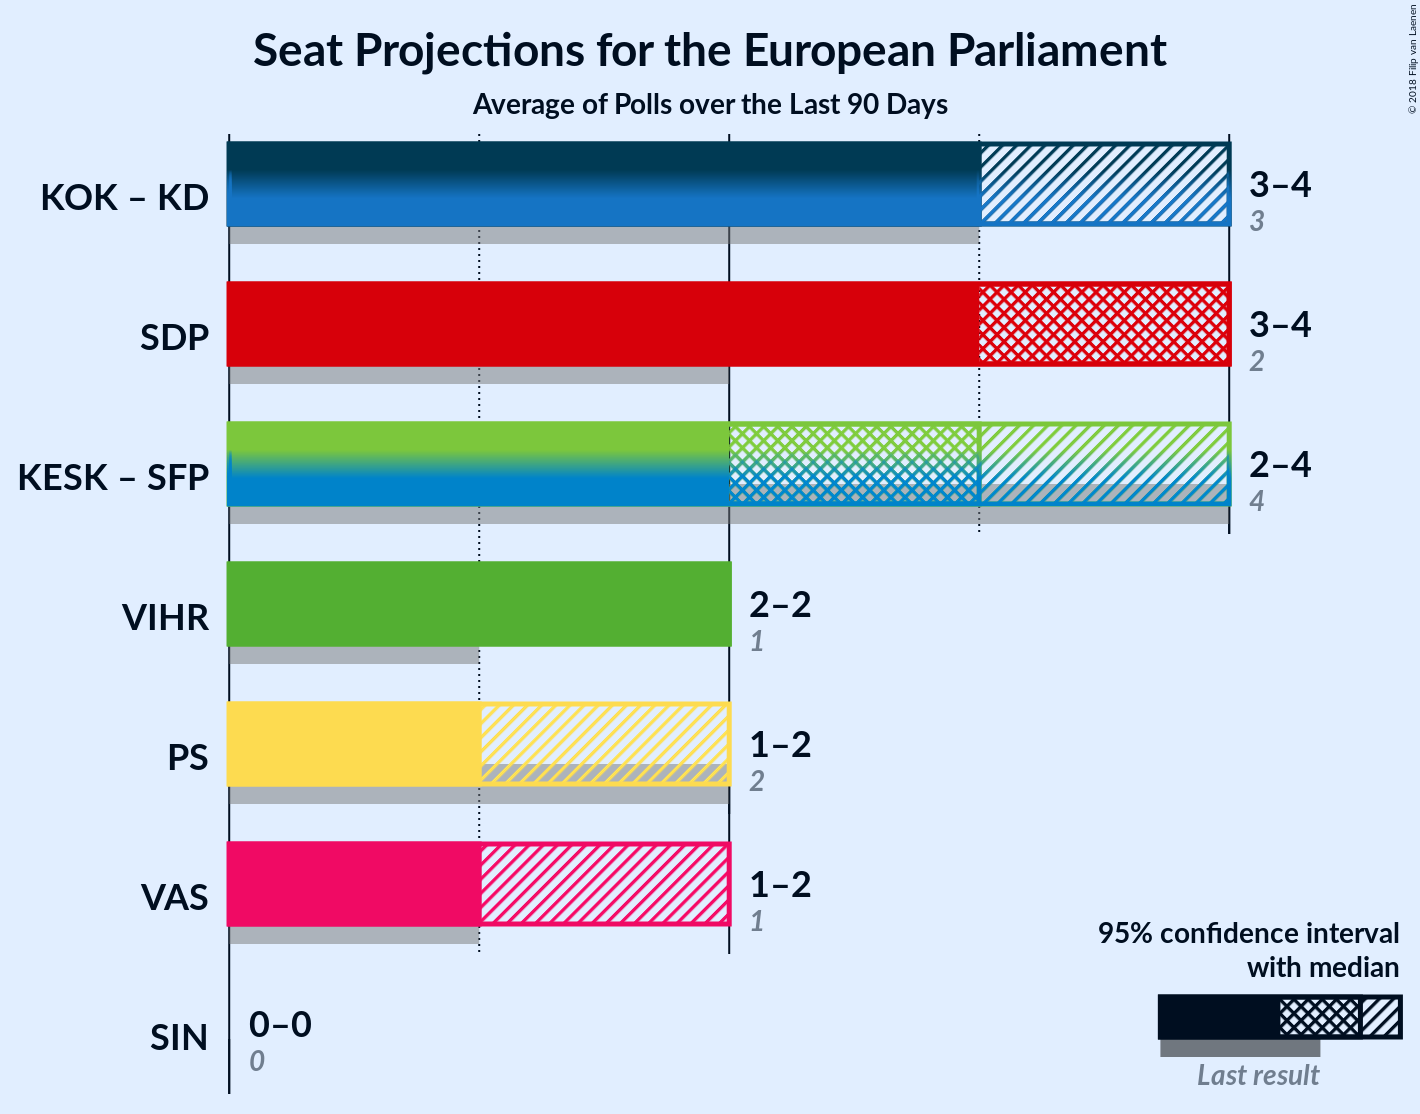 Seat Projections for the European Parliament
Average of Polls over the Last 90 Days
© 2018 Filip van Laenen
KOK – KD
3–4
3
SDP
3–4
2
KESK – SFP
2–4
4
VIHR
2–2
1
PS
1–2
2
VAS
1–2
1
SIN
0–0
0
95% confidence interval
with median
Last result